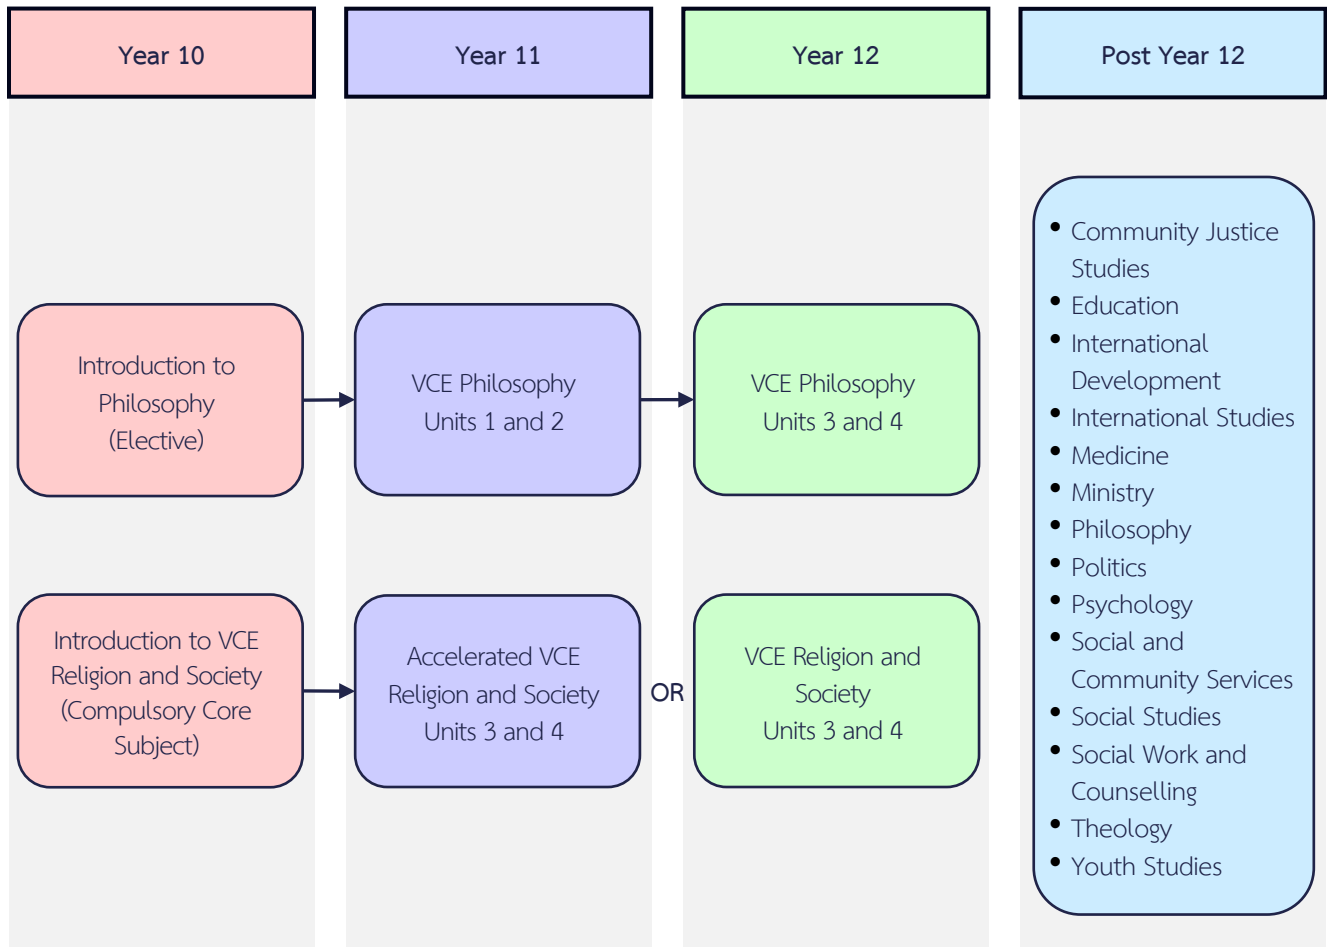 Year 10
Year 11
Year 12
Post Year 12
Introduction to
Philosophy
(Elective)
VCE Philosophy
Units 1 and 2
VCE Philosophy
Units 3 and 4
Introduction to VCE
Religion and Society
(Compulsory Core
Subject)
Accelerated VCE
Religion and Society
Units 3 and 4
OR
VCE Religion and
Society
Units 3 and 4
• Community Justice
Studies
• Education
• International
Development
• International Studies
• Medicine
• Ministry
• Philosophy
• Politics
• Psychology
• Social and
Community Services
• Social Studies
• Social Work and
Counselling
• Theology
• Youth Studies